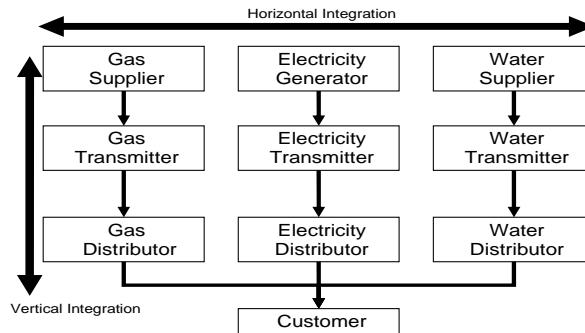 Horizontal Integration
Gas
Supplier
Electricity
Generator
Water
Supplier
Gas
Transmitter
Electricity
Transmitter
Water
Transmitter
Gas
Distributor
Electricity
Distributor
Water
Distributor
Vertical Integration
Customer